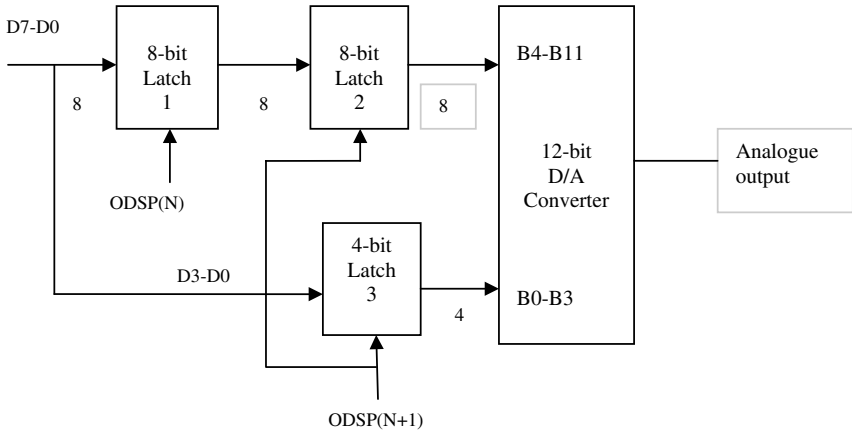 D7-D0
8-bit
Latch
1
8-bit
Latch
2
B4-B11
8
8
8
12-bit
D/A
Converter
Analogue
output
ODSP(N)
4-bit
Latch
3
D3-D0
B0-B3
4
ODSP(N+1)